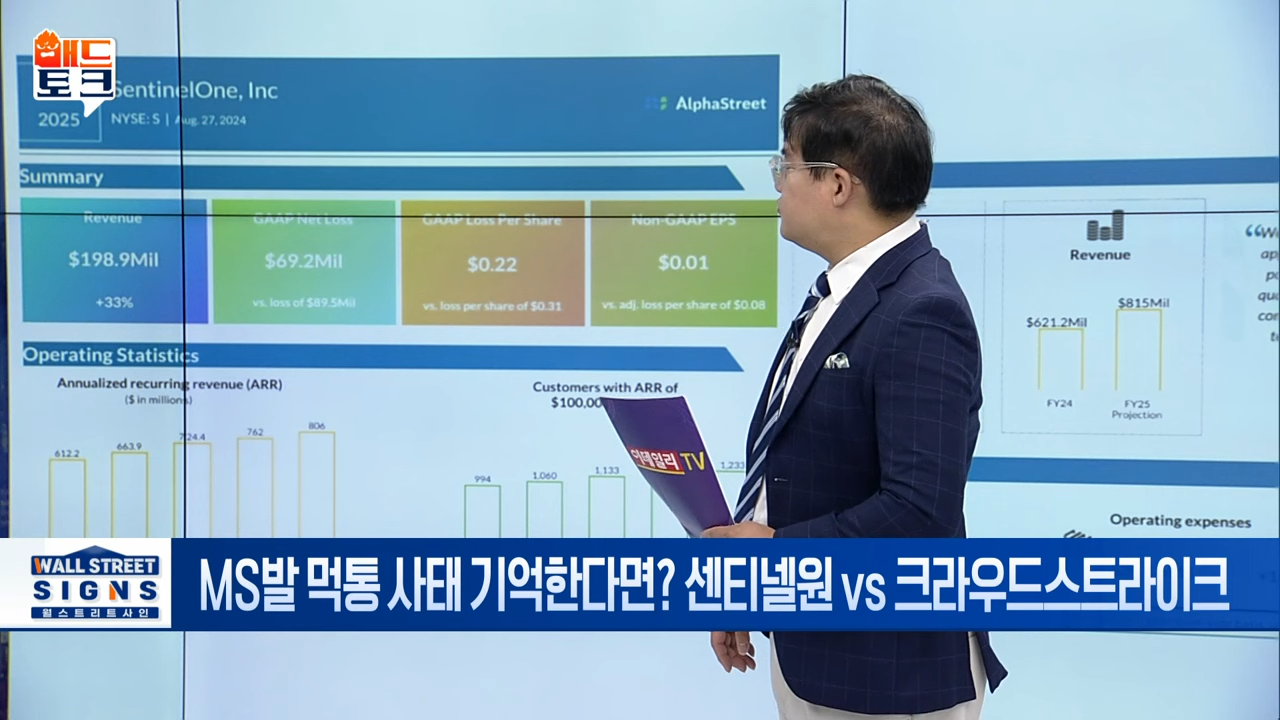 매드
토크
SentinelOne, Inc
2025
NYSE: S | Aug. 27, 2024
AlphaStreet
Summary
Revenue
$198.9Mil
+33%
GAAP Net Loss
$69.2Mil
vs. loss of $89.5Mil
GAAP Loss Per Share
$0.22
vs. loss per share of $0.31
Non-GAAP EPS
$0.01
vs. adj. loss per share of $0.08
Revenue
$621.2Mil
$815Mil
FY24
FY25
Projection
Operating Statistics
Annualized recurring revenue (ARR)
($ in millions)
612.2
663.9
724.4
762
806
Customers with ARR of
$100,00
994
1,060
1,133
1,233
Operating expenses
이데일리 TV
WALL STREET
SIGNS
월스트리트사인
MS발 먹통 사태 기억한다면? 센티넬원 vs 크라우드스트라이크